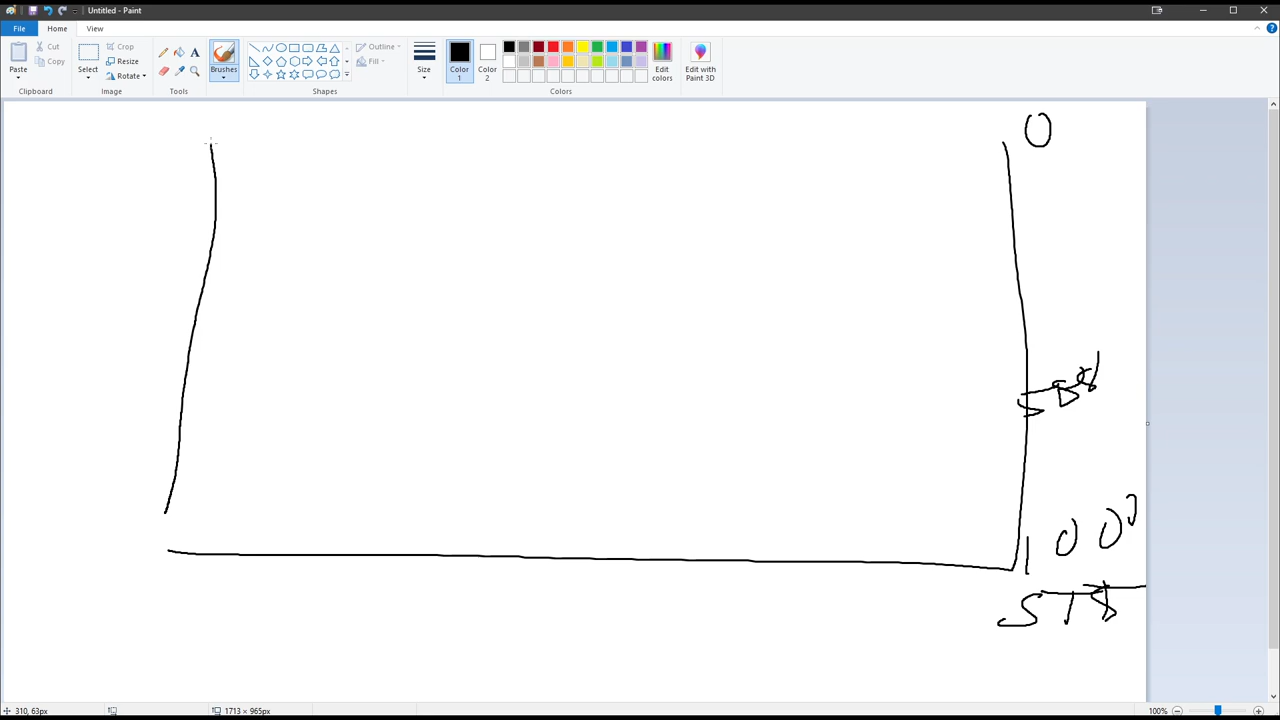 Untitled - Paint
File Home View
Paste Cut Copy Clipboard
Select Crop Resize Rotate Image
A Tools
Brushes
Outline Fill Shapes
Size
Color 1
Color 2
Edit colors
Colors
Edit with Paint 3D
0
100
310, 63px
1713 × 965px
100%